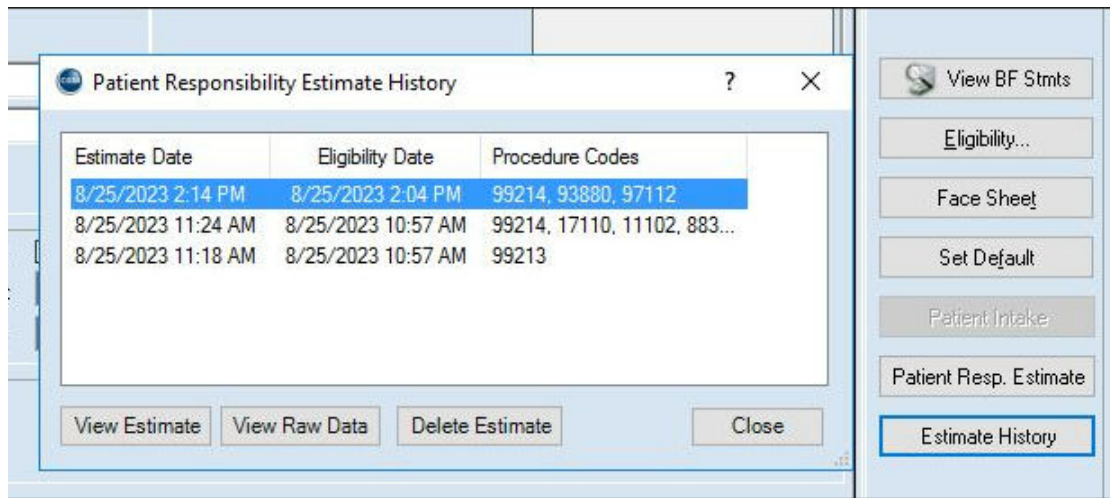 Patient Responsibility Estimate History
Estimate Date Eligibility Date Procedure Codes
8/25/2023 2:14 PM 8/25/2023 2:04 PM 99214, 93880, 97112
8/25/2023 11:24 AM 8/25/2023 10:57 AM 99214, 17110, 11102, 883...
8/25/2023 11:18 AM 8/25/2023 10:57 AM 99213
View Estimate View Raw Data Delete Estimate Close
View BF Stmts
Eligibility...
Face Sheet
Set Default
Patient Intake
Patient Resp. Estimate
Estimate History